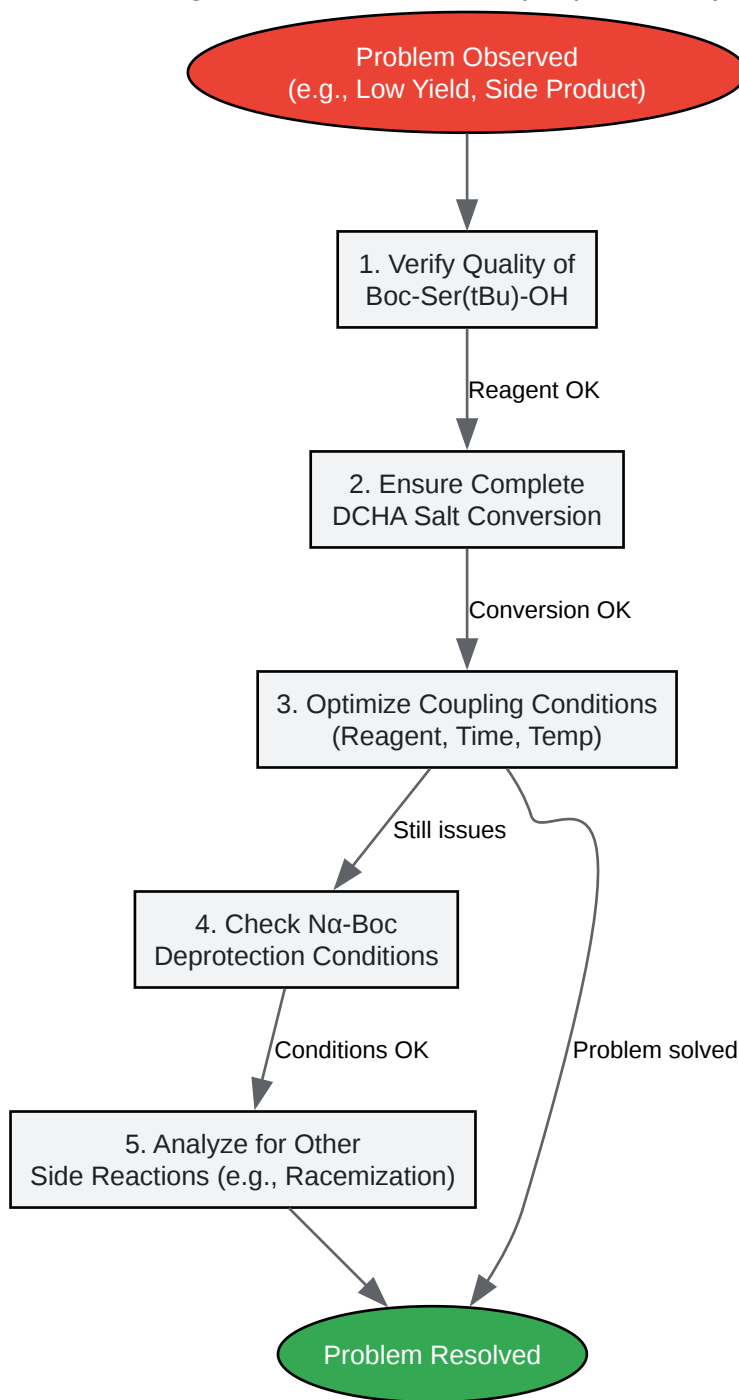 Problem Observed
(e.g., Low Yield, Side Product)
1. Verify Quality of
Boc-Ser(tBu)-OH
Reagent OK
2. Ensure Complete
DCHA Salt Conversion
Conversion OK
3. Optimize Coupling Conditions
(Reagent, Time, Temp)
Still issues
4. Check Nα-Boc
Deprotection Conditions
Conditions OK
Problem solved
5. Analyze for Other
Side Reactions (e.g., Racemization)
Problem Resolved